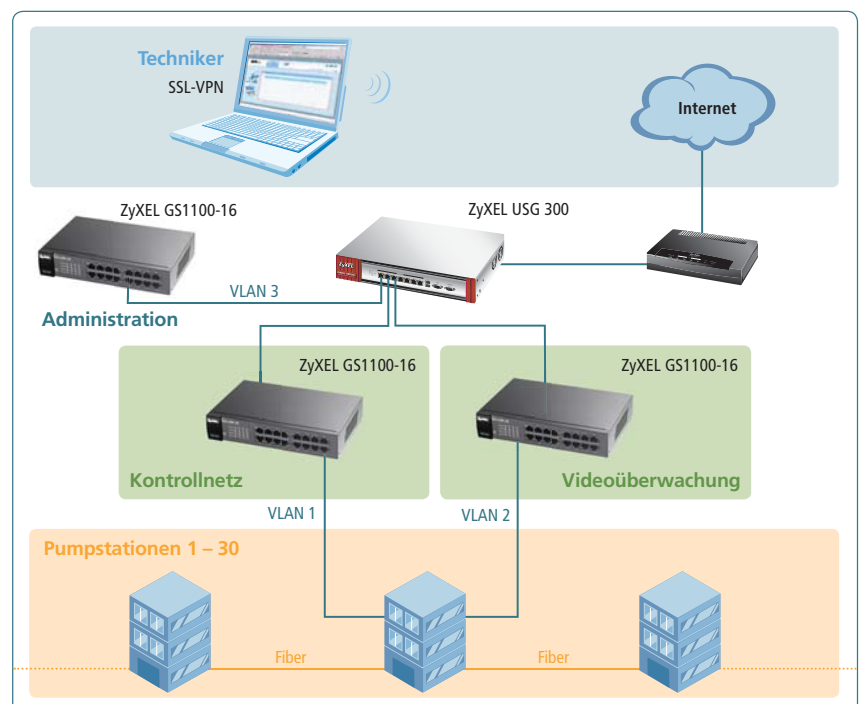 Techniker
SSL-VPN
Internet
ZyXEL GS1100-16
ZyXEL USG 300
ZyXEL
VLAN 3
Administration
ZyXEL GS1100-16
ZyXEL GS1100-16
Kontrollnetz
Videoüberwachung
VLAN 1
VLAN 2
Pumpstationen 1 – 30
Fiber
Fiber